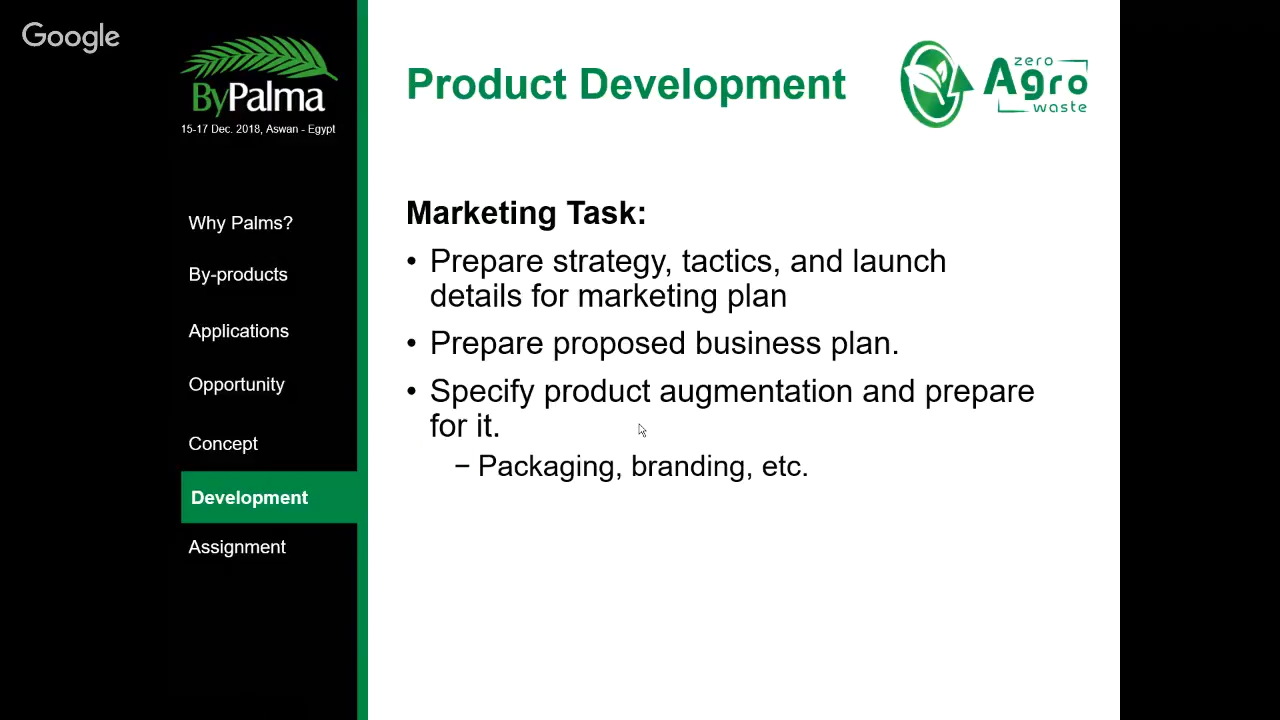 Google
ByPalma
15-17 Dec. 2018, Aswan - Egypt
Why Palms?
By-products
Applications
Opportunity
Concept
Development
Assignment
Product Development
zero
Agro
waste
Marketing Task:
• Prepare strategy, tactics, and launch
details for marketing plan
• Prepare proposed business plan.
• Specify product augmentation and prepare
for it.
− Packaging, branding, etc.